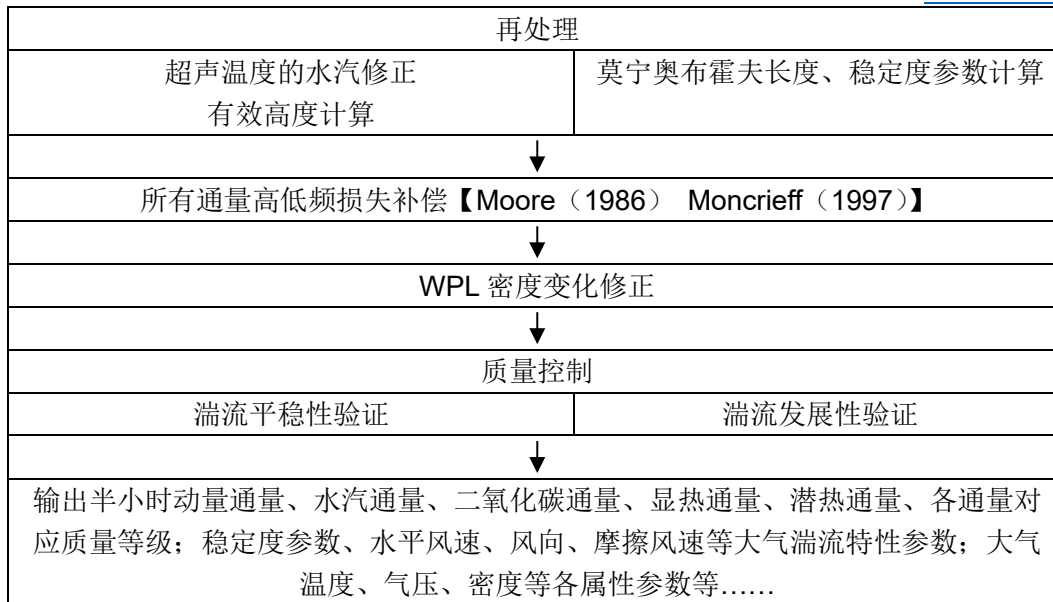 再处理
超声温度的水汽修正
有效高度计算
莫宁奥布霍夫长度、稳定度参数计算
所有通量高低频损失补偿【Moore（1986） Moncrieff（1997）】
WPL 密度变化修正
质量控制
湍流平稳性验证
湍流发展性验证
输出半小时动量通量、水汽通量、二氧化碳通量、显热通量、潜热通量、各通量对
应质量等级；稳定度参数、水平风速、风向、摩擦风速等大气湍流特性参数；大气
温度、气压、密度等各属性参数等……